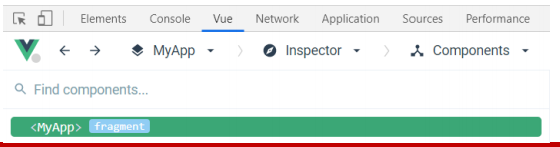 Elements Console Vue Network Application Sources Performance
MyApp Inspector Components
Find components...
<MyApp> fragment